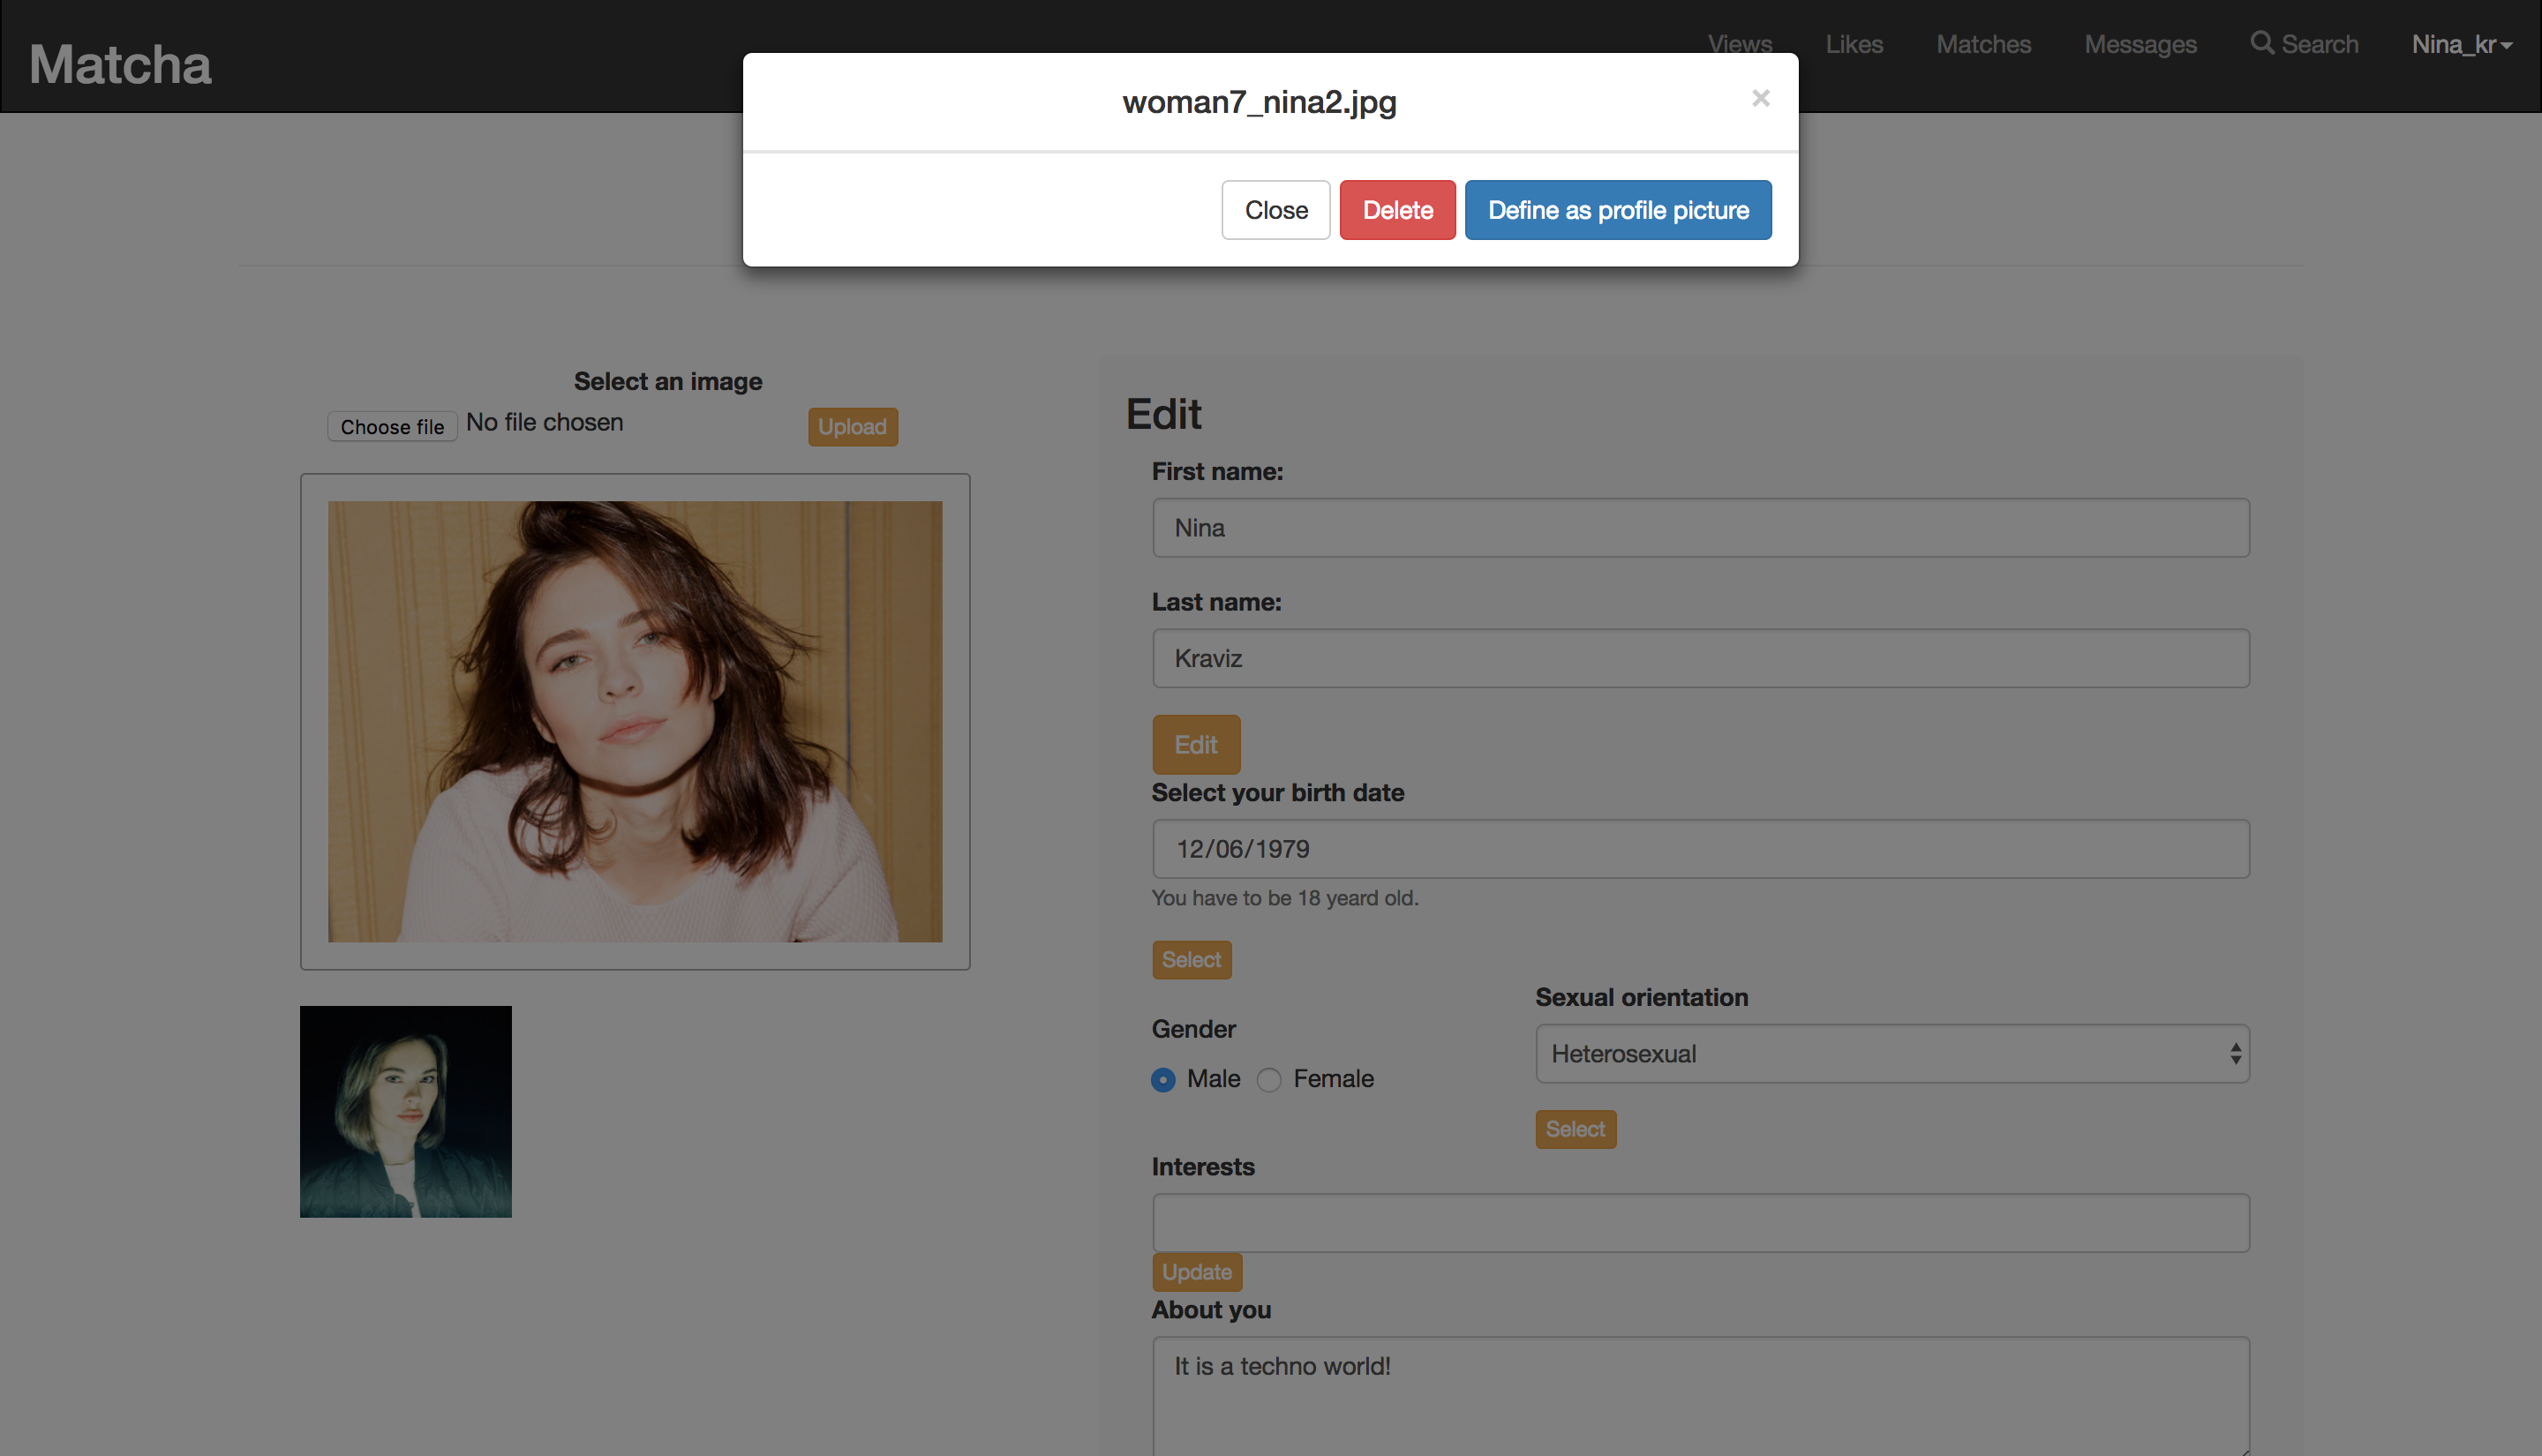 Matcha
Views Likes Matches Messages Search Nina_kr
woman7_nina2.jpg ×
Close Delete Define as profile picture
Select an image
Choose file No file chosen Upload
Edit
First name:
Nina
Last name:
Kraviz
Edit
Select your birth date
12/06/1979
You have to be 18 yeard old.
Select
Gender
Male Female
Sexual orientation
Heterosexual
Select
Interests
Update
About you
It is a techno world!